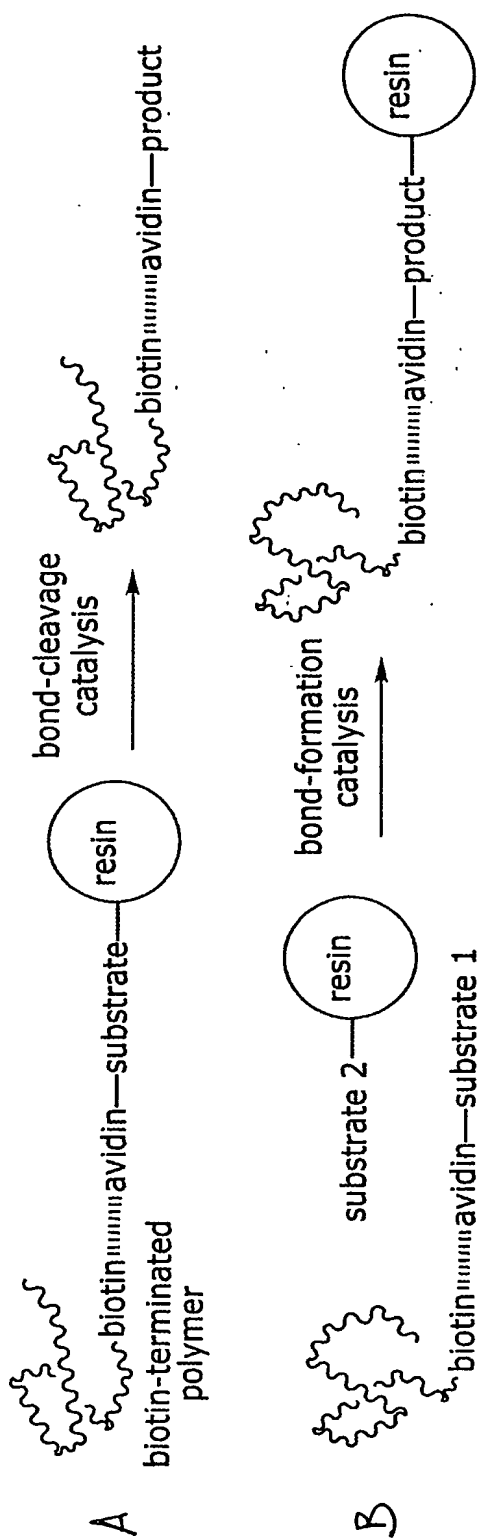 A
biotin
avidin—substrate
resin
biotin-terminated
polymer
bond-cleavage
catalysis
biotin
avidin—product
B
biotin
avidin—substrate 1
substrate 2
resin
bond-formation
catalysis
biotin
avidin—product
resin